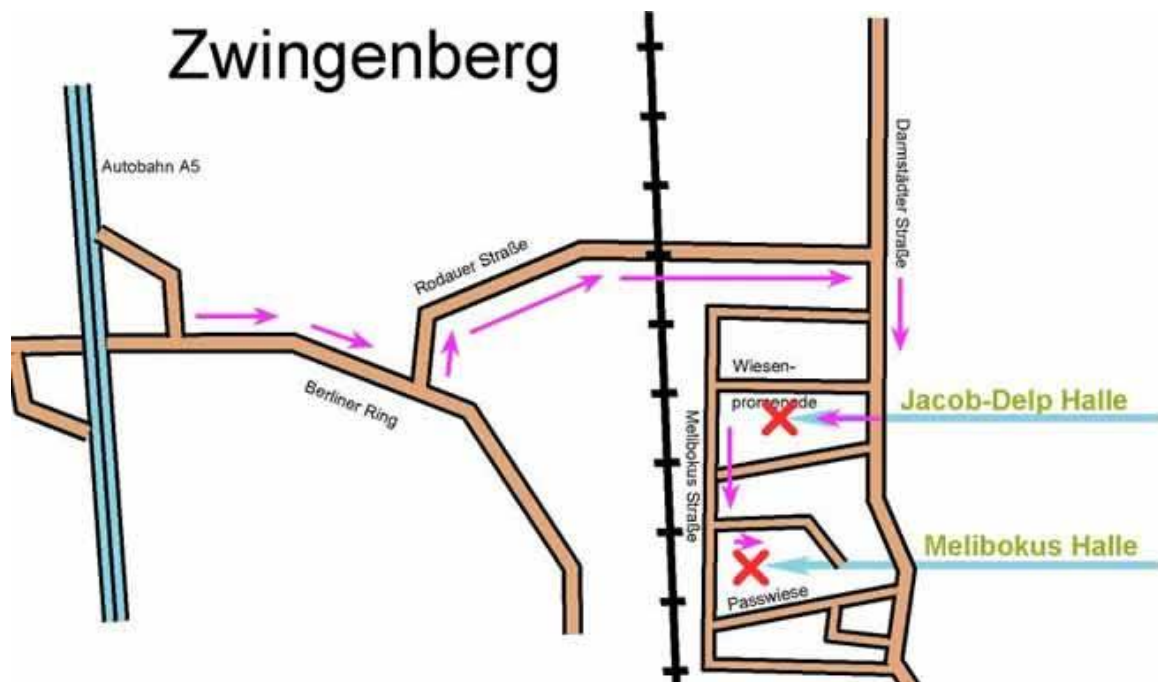 Zwingenberg
Autobahn A5
Darmstädter Straße
Rodauer Straße
Berliner Ring
Wiesen-
promenade
Jacob-Delp Halle
Melibokus Straße
Melibokus Halle
Passwiese